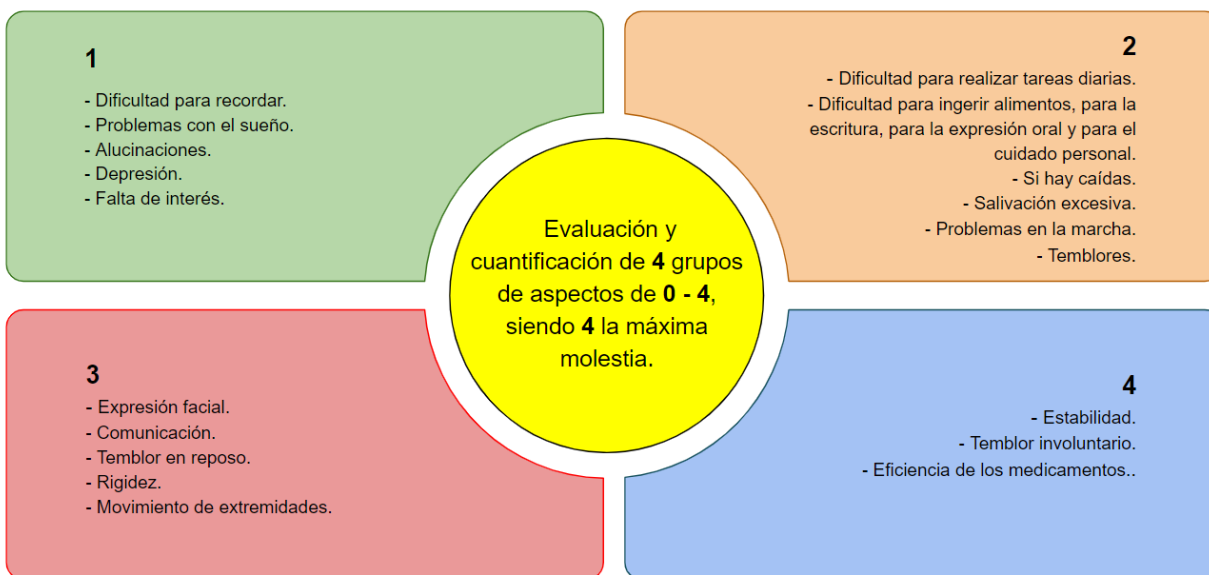 1
- Dificultad para recordar.
- Problemas con el sueño.
- Alucinaciones.
- Depresión.
- Falta de interés.
2
- Dificultad para realizar tareas diarias.
- Dificultad para ingerir alimentos, para la
escritura, para la expresión oral y para el
cuidado personal.
- Si hay caídas.
- Salivación excesiva.
- Problemas en la marcha.
- Temblores.
Evaluación y
cuantificación de 4 grupos
de aspectos de 0 - 4,
siendo 4 la máxima
molestia.
3
- Expresión facial.
- Comunicación.
- Temblor en reposo.
- Rigidez.
- Movimiento de extremidades.
4
- Estabilidad.
- Temblor involuntario.
- Eficiencia de los medicamentos..